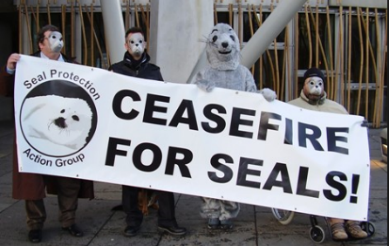 Seal Protection
Action Group
CEASEFIRE
FOR SEALS!